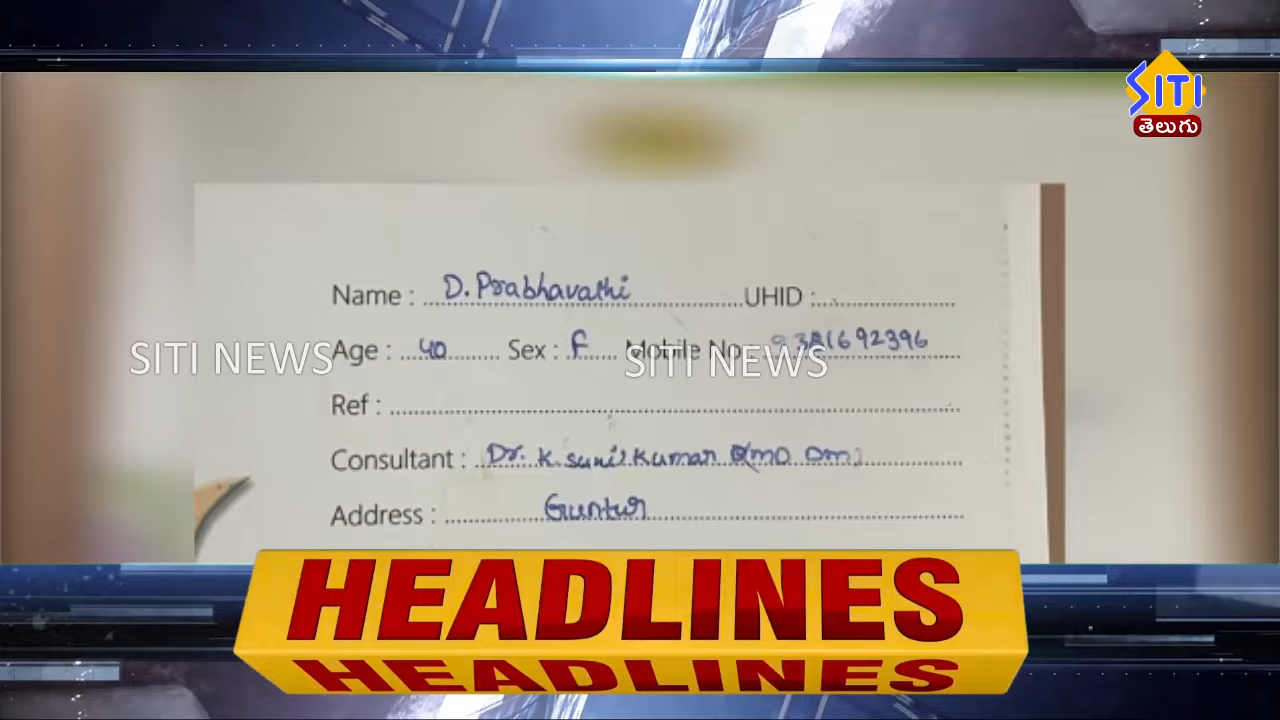 SITI
తెలుగు
Name : D. Prabhavathi UHID :
Age : 40 Sex : F Mobile No : 9381692396
SITI NEWS SITI NEWS
Ref :
Consultant : Dr. K. Sunil Kumar
Address : Guntur
HEADLINES
HEADLINES